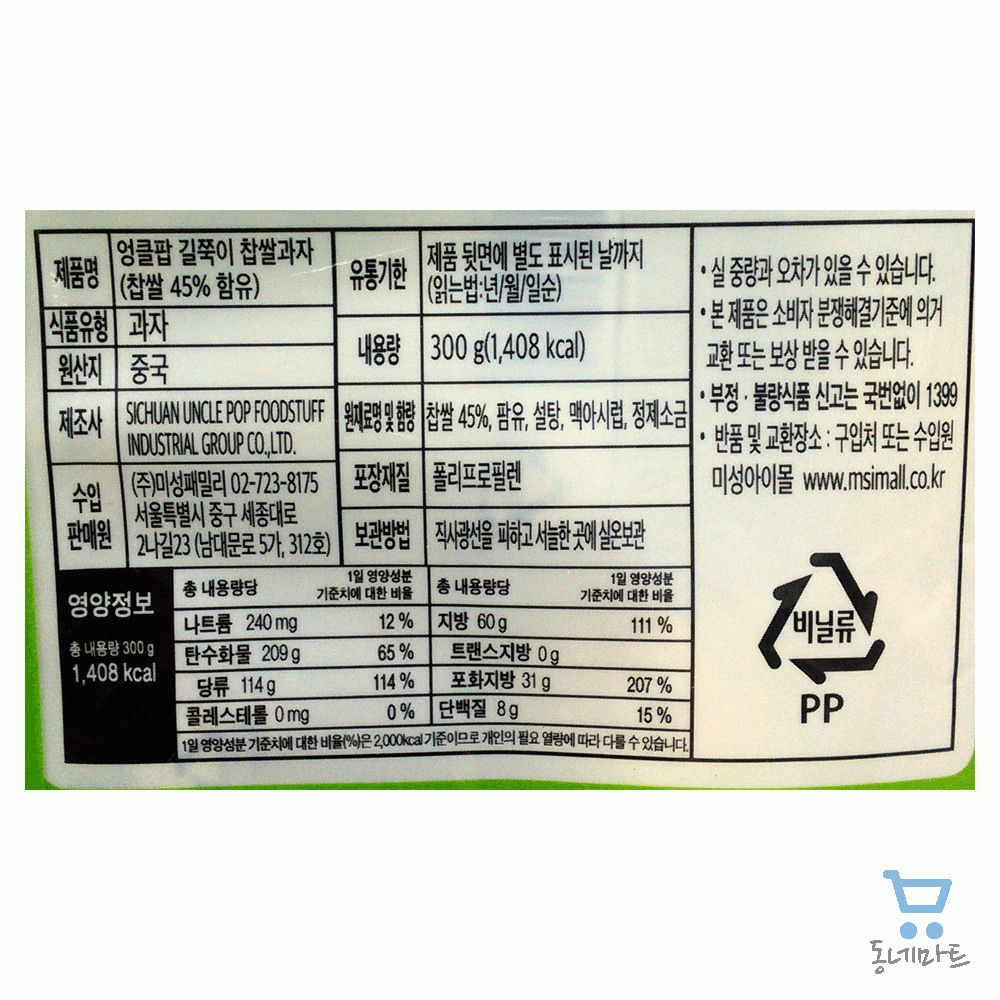 제품명
엉클팝 길쭉이 찹쌀과자
(찹쌀 45% 함유)
식품유형
과자
원산지
중국
제조사
SICHUAN UNCLE POP FOODSTUFF
INDUSTRIAL GROUP CO.,LTD.
수입
판매원
(주)미성패밀리 02-723-8175
서울특별시 중구 세종대로
2나길23 (남대문로 5가, 312호)
유통기한
제품 뒷면에 별도 표시된 날까지
(읽는법:년/월/일순)
내용량
300 g(1,408 kcal)
원재료명 및 함량
찹쌀 45%, 팜유, 설탕, 맥아시럽, 정제소금
포장재질
폴리프로필렌
보관방법
직사광선을 피하고 서늘한 곳에 실온보관
영양정보
총 내용량 300 g
1,408 kcal
총 내용량당
1일 영양성분
기준치에 대한 비율
나트륨 240 mg 12 %
탄수화물 209 g 65 %
당류 114 g 114 %
콜레스테롤 0 mg 0 %
총 내용량당
1일 영양성분
기준치에 대한 비율
지방 60 g 111 %
트랜스지방 0 g
포화지방 31 g 207 %
단백질 8 g 15 %
1일 영양성분 기준치에 대한 비율(%)은 2,000kcal 기준이므로 개인의 필요 열량에 따라 다를 수 있습니다.
• 실 중량과 오차가 있을 수 있습니다.
• 본 제품은 소비자 분쟁해결기준에 의거
교환 또는 보상 받을 수 있습니다.
• 부정 · 불량식품 신고는 국번없이 1399
• 반품 및 교환장소 : 구입처 또는 수입원
미성아이몰 www.msimall.co.kr
비닐류
PP
동네마트